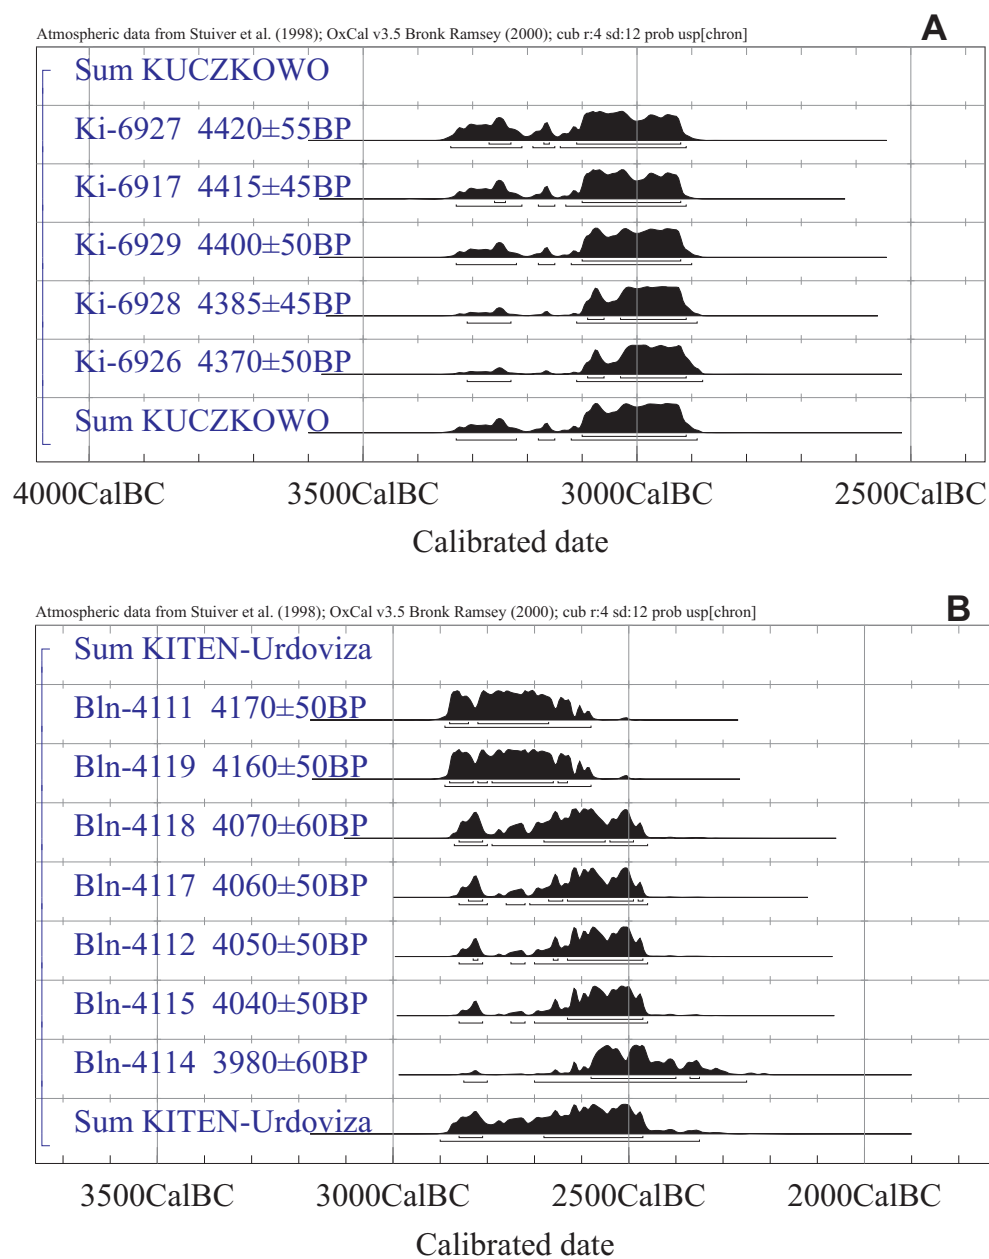 A
Atmospheric data from Stuiver et al. (1998); OxCal v3.5 Bronk Ramsey (2000); cub r:4 sd:12 prob usp[chron]
Sum KUCZKOWO
Ki-6927 4420±55BP
Ki-6917 4415±45BP
Ki-6929 4400±50BP
Ki-6928 4385±45BP
Ki-6926 4370±50BP
Sum KUCZKOWO
4000CalBC 3500CalBC 3000CalBC 2500CalBC
Calibrated date
B
Atmospheric data from Stuiver et al. (1998); OxCal v3.5 Bronk Ramsey (2000); cub r:4 sd:12 prob usp[chron]
Sum KITEN-Urdoviza
Bln-4111 4170±50BP
Bln-4119 4160±50BP
Bln-4118 4070±60BP
Bln-4117 4060±50BP
Bln-4112 4050±50BP
Bln-4115 4040±50BP
Bln-4114 3980±60BP
Sum KITEN-Urdoviza
3500CalBC 3000CalBC 2500CalBC 2000CalBC
Calibrated date